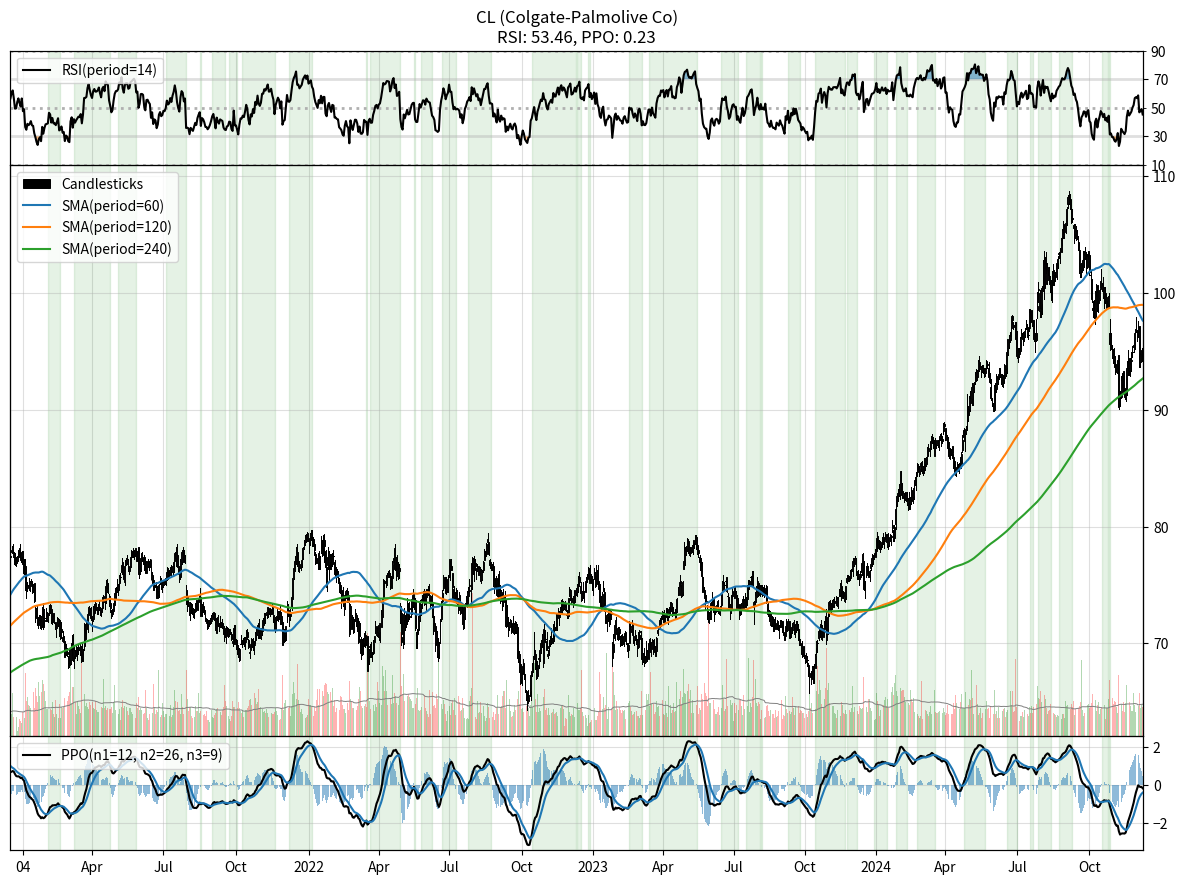 CL (Colgate-Palmolive Co)
RSI: 53.46, PPO: 0.23
RSI(period=14)
90
70
50
30
10
Candlesticks
SMA(period=60)
SMA(period=120)
SMA(period=240)
110
100
90
80
70
PPO(n1=12, n2=26, n3=9)
2
0
−2
04 Apr Jul Oct 2022 Apr Jul Oct 2023 Apr Jul Oct 2024 Apr Jul Oct